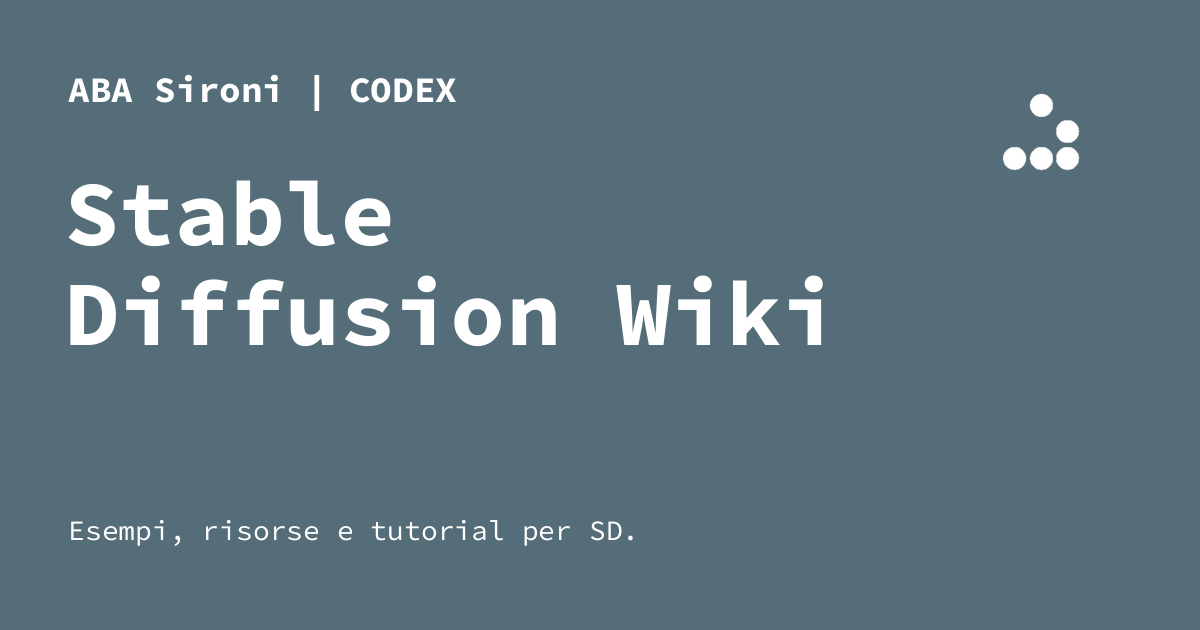 ABA Sironi | CODEX
Stable
Diffusion Wiki
Esempi, risorse e tutorial per SD.